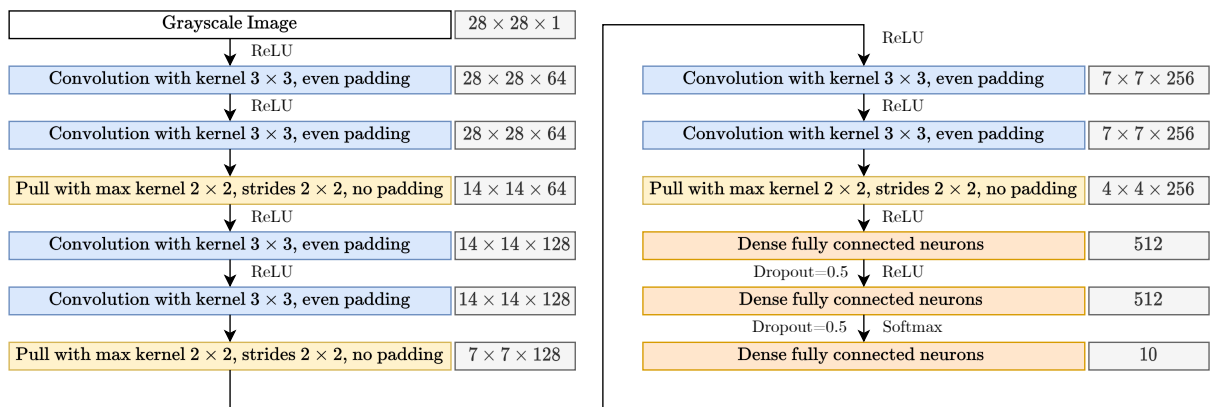 Grayscale Image 28 × 28 × 1
ReLU
Convolution with kernel 3 × 3, even padding 28 × 28 × 64
ReLU
Convolution with kernel 3 × 3, even padding 28 × 28 × 64
Pull with max kernel 2 × 2, strides 2 × 2, no padding 14 × 14 × 64
ReLU
Convolution with kernel 3 × 3, even padding 14 × 14 × 128
ReLU
Convolution with kernel 3 × 3, even padding 14 × 14 × 128
Pull with max kernel 2 × 2, strides 2 × 2, no padding 7 × 7 × 128
ReLU
Convolution with kernel 3 × 3, even padding 7 × 7 × 256
ReLU
Convolution with kernel 3 × 3, even padding 7 × 7 × 256
Pull with max kernel 2 × 2, strides 2 × 2, no padding 4 × 4 × 256
ReLU
Dense fully connected neurons 512
Dropout=0.5 ReLU
Dense fully connected neurons 512
Dropout=0.5 Softmax
Dense fully connected neurons 10